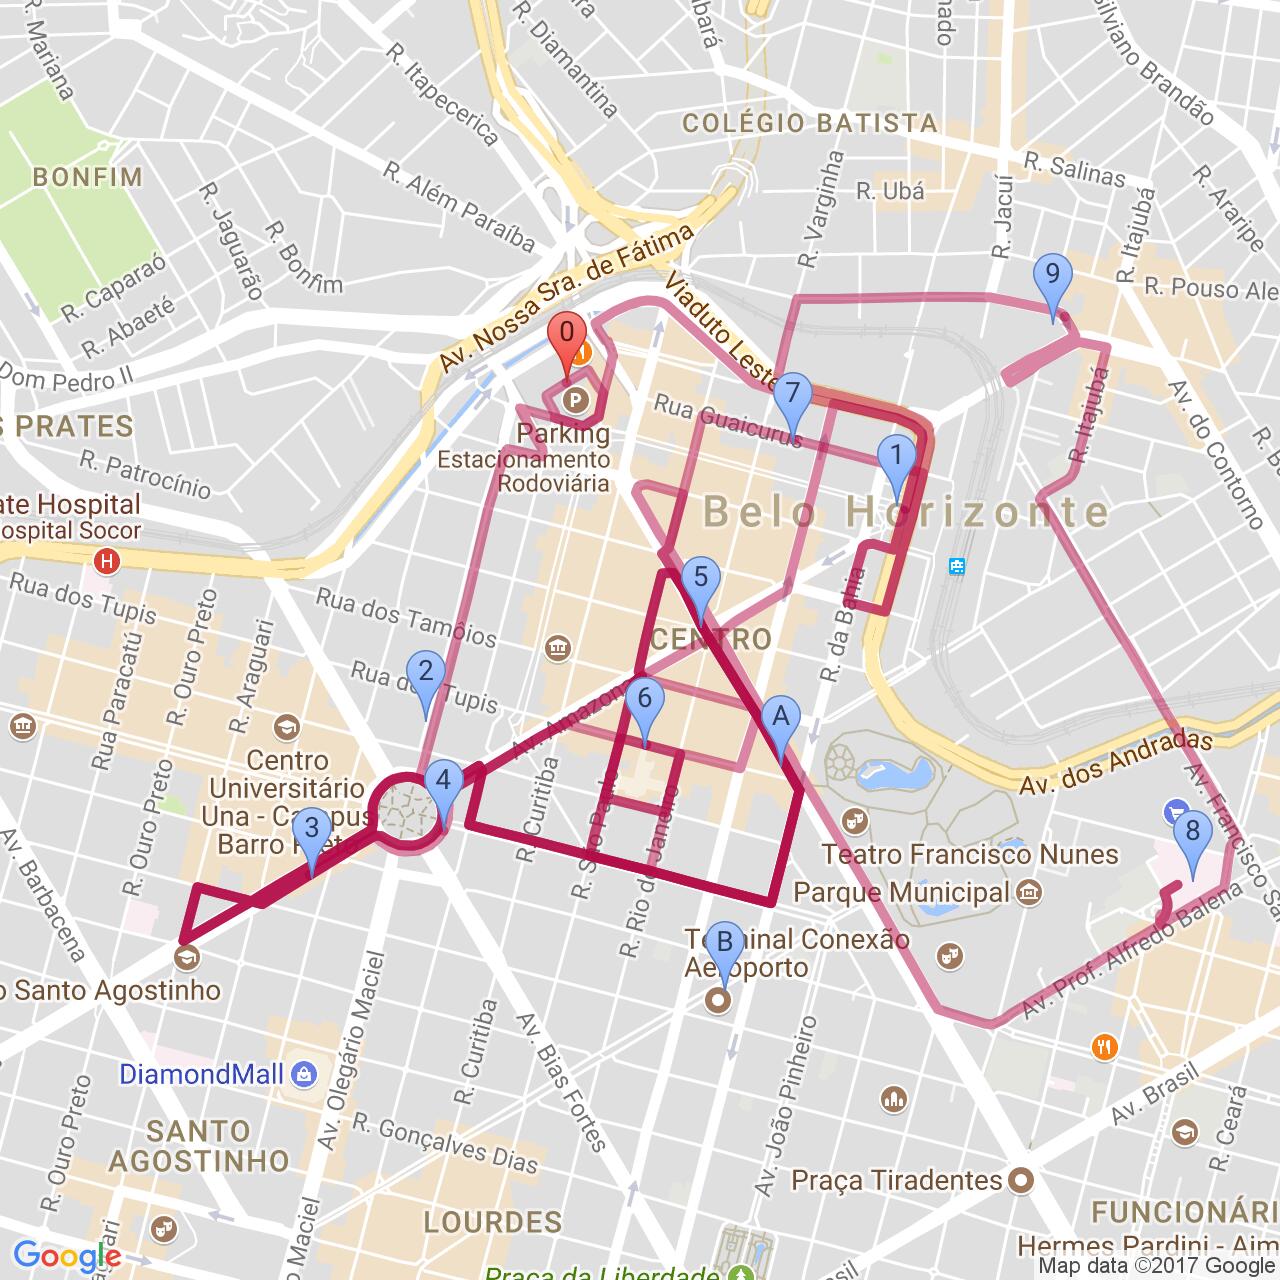 R. Mariana
R. Diamantina
R. Itapecerica
COLÉGIO BATISTA
Silviano Brandão
BONFIM
R. Além Paraíba
R. Salinas
R. Varginha
R. Ubá
R. Jacuí
R. Itajubá
R. Araripe
R. Jaguarão
R. Bonfim
R. Caparaó
R. Abaeté
Av. Nossa Sra. de Fátima
Viaduto Leste
9
R. Pouso Ale
0
Dom Pedro II
7
Rua Guaicurus
R. Itajubá
Av. do Contorno
S PRATES
P
Parking
Estacionamento
Rodoviária
R. Patrocínio
1
ate Hospital
ospital Socor
H
Belo Horizonte
Rua dos Tupis
Rua dos Tamôios
5
R. da Bahia
R. Ouro Preto
R. Araguari
Rua Paracatú
CENTRO
2
Rua dos Tupis
6
Av. Amazonas
A
Centro
Universitário
Una - Campus
Barro Preto
4
3
R. Ouro Preto
R. Curitiba
R. São Paulo
R. Rio de Janeiro
Av. dos Andradas
Av. Francisco Sa
8
Av. Barbacena
Teatro Francisco Nunes
Parque Municipal
B
Terminal Conexão
Aeroporto
Av. Prof. Alfredo Balena
o Santo Agostinho
Av. Olegário Maciel
R. Curitiba
Av. Bias Fortes
Av. João Pinheiro
DiamondMall
R. Ouro Preto
SANTO
AGOSTINHO
R. Gonçalves Dias
Av. Brasil
R. Ceará
Praça Tiradentes
LOURDES
FUNCIONÁRI
Hermes Pardini - Aim
Praça da Liberdade
Google
Map data ©2017 Google